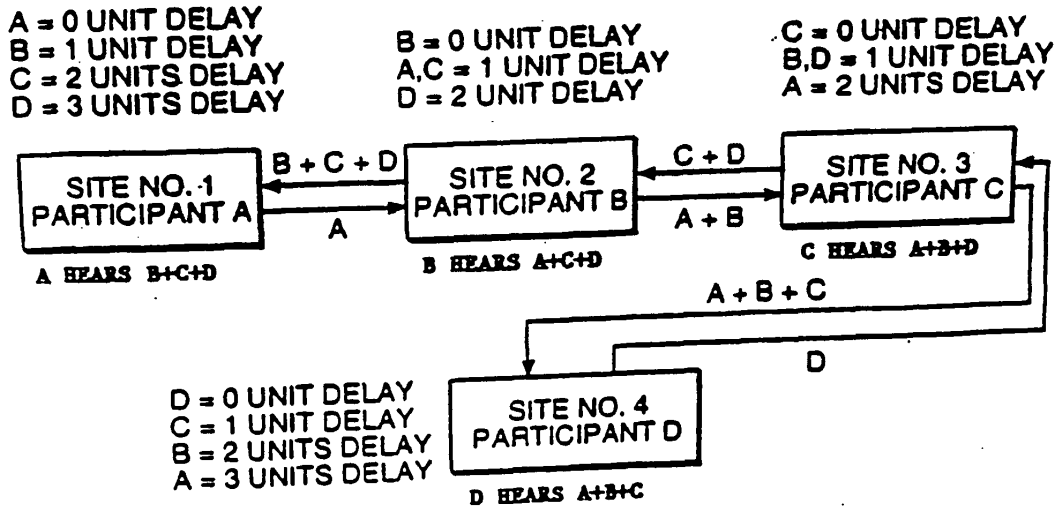 A = 0 UNIT DELAY
B = 1 UNIT DELAY
C = 2 UNITS DELAY
D = 3 UNITS DELAY
B = 0 UNIT DELAY
A,C = 1 UNIT DELAY
D = 2 UNIT DELAY
C = 0 UNIT DELAY
B,D = 1 UNIT DELAY
A = 2 UNITS DELAY
SITE NO. 1
PARTICIPANT A
B + C + D
A
SITE NO. 2
PARTICIPANT B
C + D
A + B
SITE NO. 3
PARTICIPANT C
A HEARS B+C+D
B HEARS A+C+D
C HEARS A+B+D
A + B + C
D
D = 0 UNIT DELAY
C = 1 UNIT DELAY
B = 2 UNITS DELAY
A = 3 UNITS DELAY
SITE NO. 4
PARTICIPANT D
D HEARS A+B+C